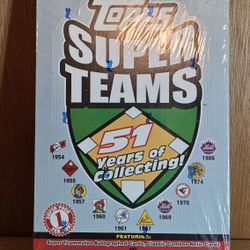 Topps
SUPER
TEAMS
51
Years of
Collecting!
1954
1986
1955
1974
1957
1970
1960
1969
1961
1967
1
FEATURING:
Super Teammates Autographed Cards, Classic Combos Relic Cards